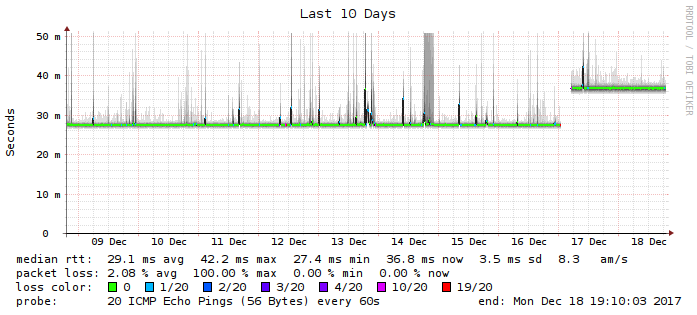 Last 10 Days
RRDTOOL / TOBI OETIKER
Seconds
50 m
40 m
30 m
20 m
10 m
0
09 Dec 10 Dec 11 Dec 12 Dec 13 Dec 14 Dec 15 Dec 16 Dec 17 Dec 18 Dec
median rtt: 29.1 ms avg 42.2 ms max 27.4 ms min 36.8 ms now 3.5 ms sd 8.3 am/s
packet loss: 2.08 % avg 100.00 % max 0.00 % min 0.00 % now
loss color: 0 1/20 2/20 3/20 4/20 10/20 19/20
probe: 20 ICMP Echo Pings (56 Bytes) every 60s end: Mon Dec 18 19:10:03 2017